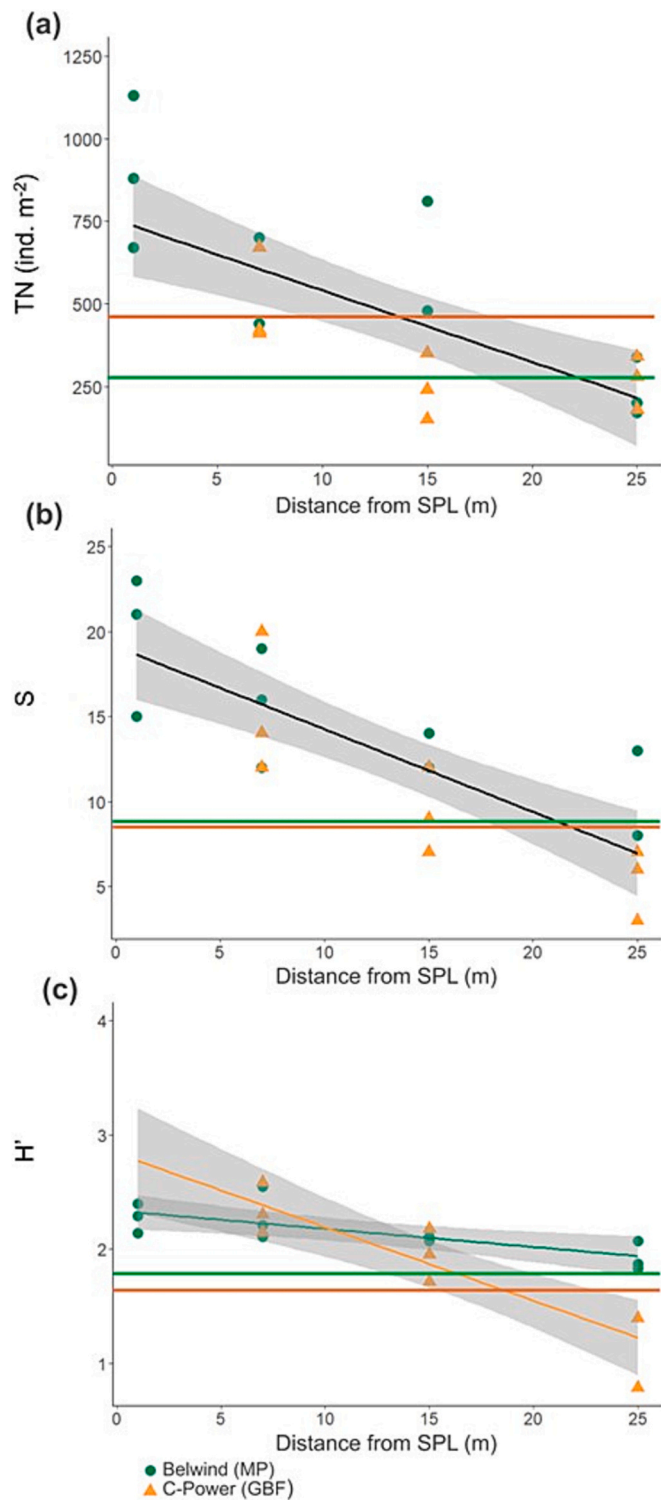 (a)
1250
1000
750
500
250
TN (ind. m-2)
0 5 10 15 20 25
Distance from SPL (m)
(b)
25
20
15
10
5
S
0 5 10 15 20 25
Distance from SPL (m)
(c)
4
3
2
1
H'
0 5 10 15 20 25
Distance from SPL (m)
Belwind (MP)
C-Power (GBF)